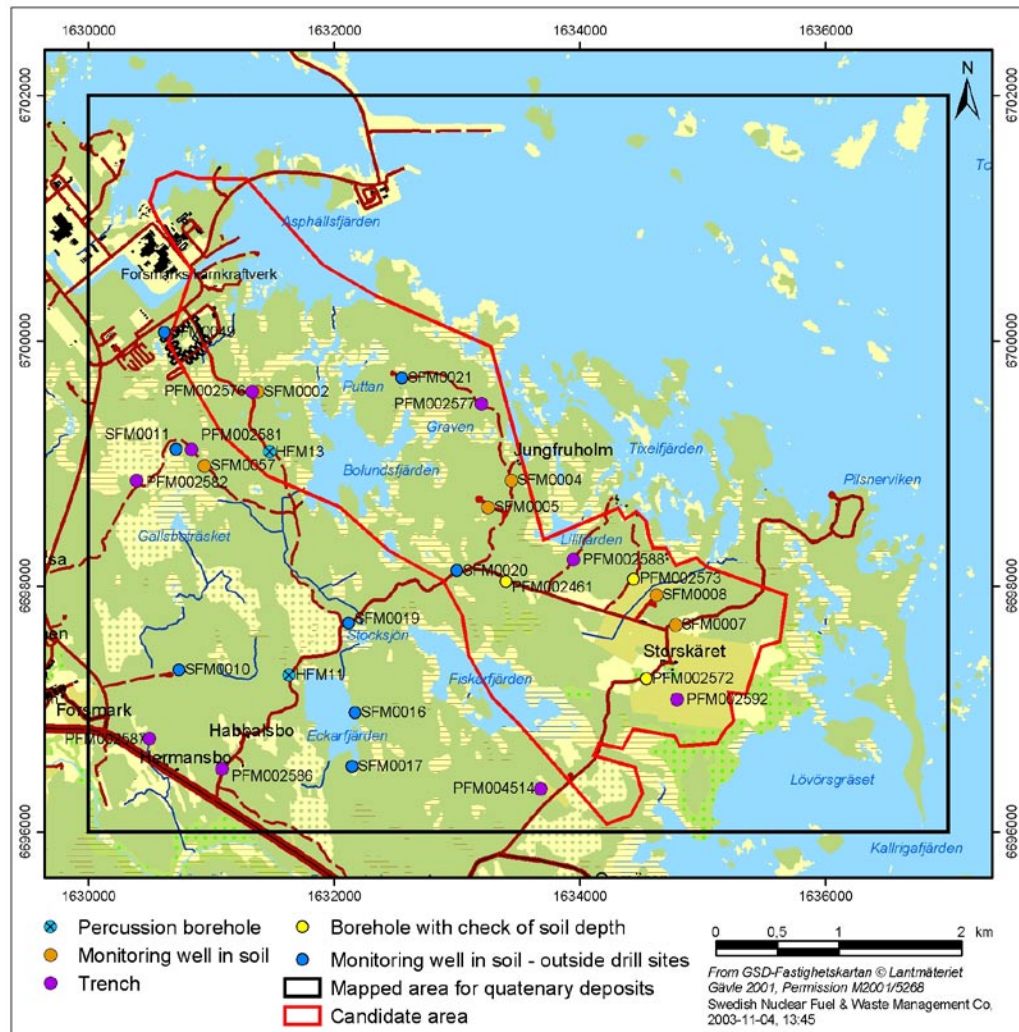 1630000
1632000
1634000
1636000
N
6702000
6702000
Asphällsfjärden
Forsmarks kärnkraftverk
6700000
6700000
SFM0049
Puttan
SFM0021
PFM002576
SFM0002
PFM002577
Graven
SFM0011
PFM002581
HFM13
Jungfruholm
Tixelfjärden
SFM0057
Bolundsfjärden
SFM0004
Pilsnerviken
PFM002582
SFM0005
Gällsboträsket
Lillfjärden
PFM002588
6698000
6698000
SFM0020
PFM002461
PFM002573
SFM0008
SFM0019
SFM0007
Stocksjön
Storskäret
SFM0010
HFM11
Fiskarfjärden
PFM002572
PFM002592
Forsmark
SFM0016
Habbalsbo
Eckarfjärden
Hermansbo
SFM0017
Lövörsgräset
PFM002586
PFM004514
6696000
6696000
Kallrigafjärden
1630000
1632000
1634000
1636000
Percussion borehole
Monitoring well in soil
Trench
Borehole with check of soil depth
Monitoring well in soil - outside drill sites
Mapped area for quaternary deposits
Candidate area
0 0,5 1 2 km
From GSD-Fastighetskartan © Lantmäteriet
Gävle 2001, Permission M2001/5268
Swedish Nuclear Fuel & Waste Management Co,
2003-11-04, 13:45